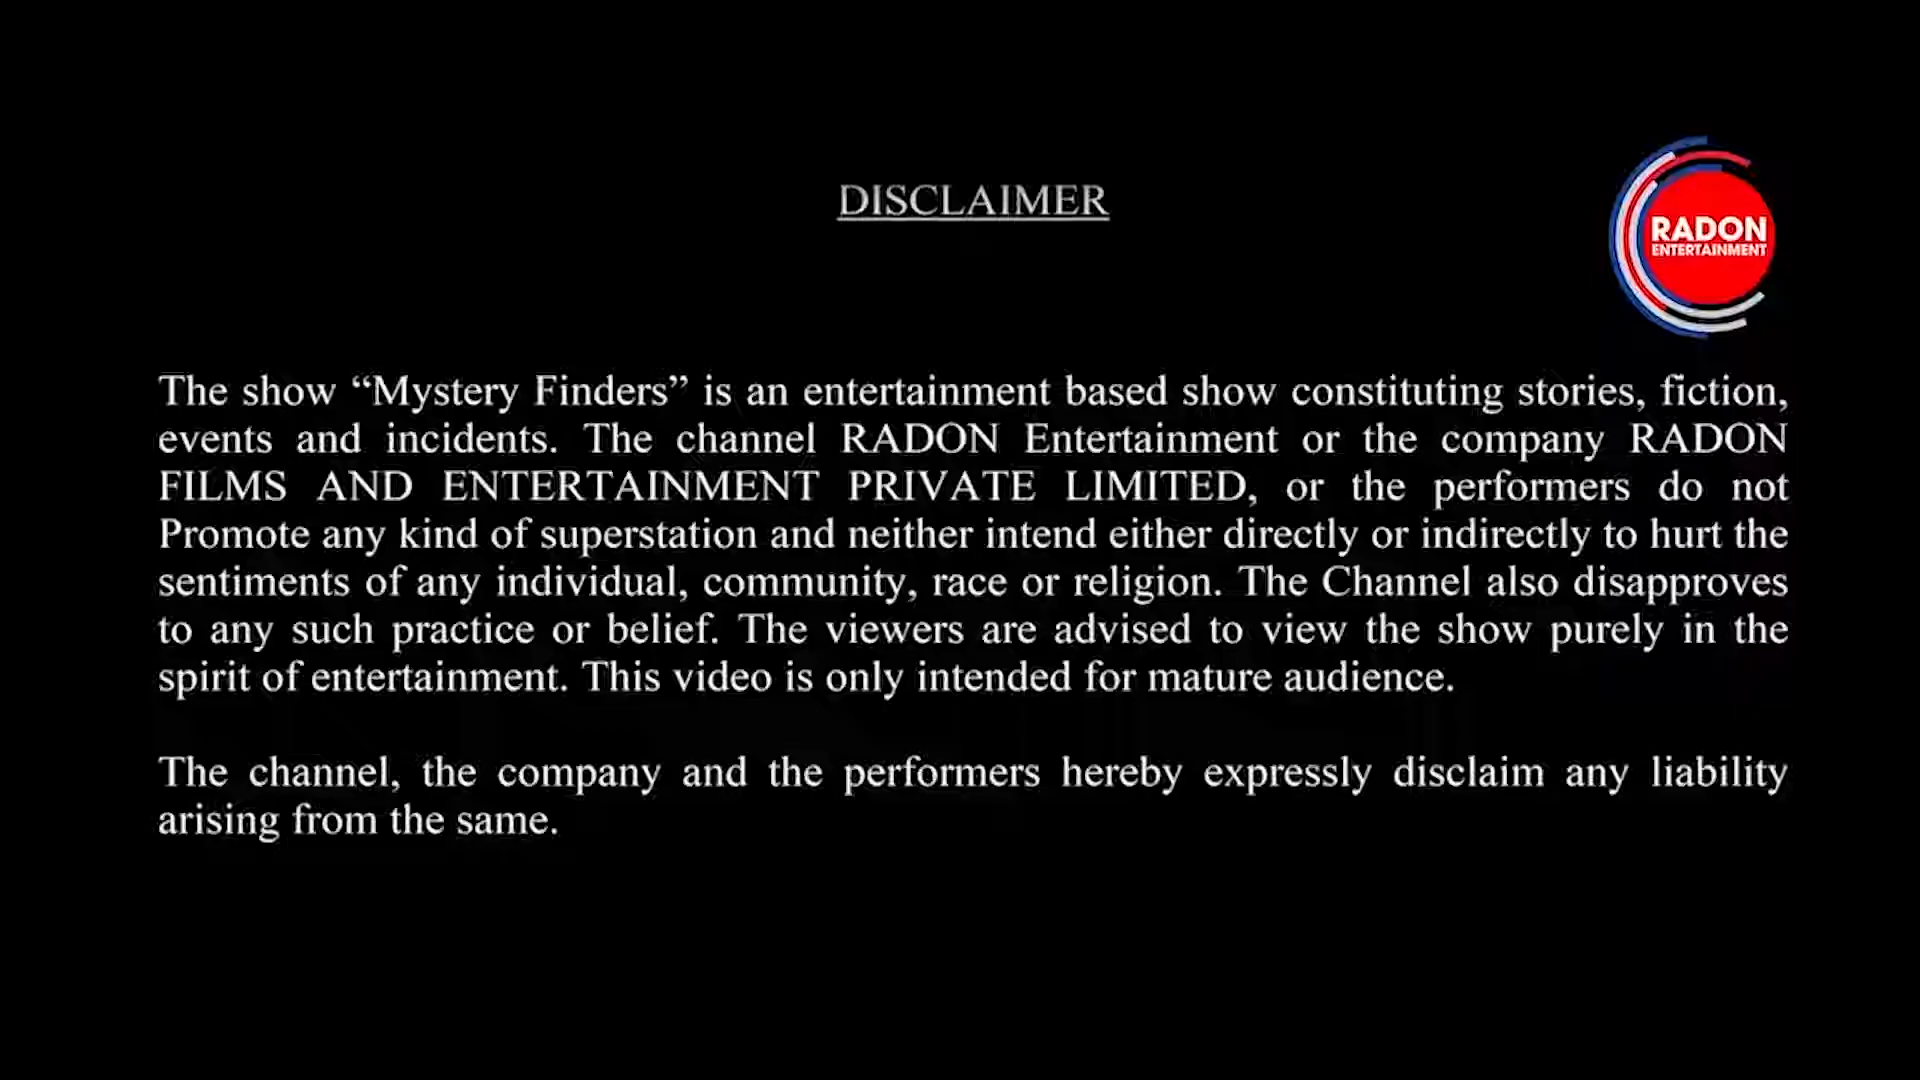 DISCLAIMER
RADON
ENTERTAINMENT
The show “Mystery Finders” is an entertainment based show constituting stories, fiction,
events and incidents. The channel RADON Entertainment or the company RADON
FILMS AND ENTERTAINMENT PRIVATE LIMITED, or the performers do not
Promote any kind of superstation and neither intend either directly or indirectly to hurt the
sentiments of any individual, community, race or religion. The Channel also disapproves
to any such practice or belief. The viewers are advised to view the show purely in the
spirit of entertainment. This video is only intended for mature audience.
The channel, the company and the performers hereby expressly disclaim any liability
arising from the same.